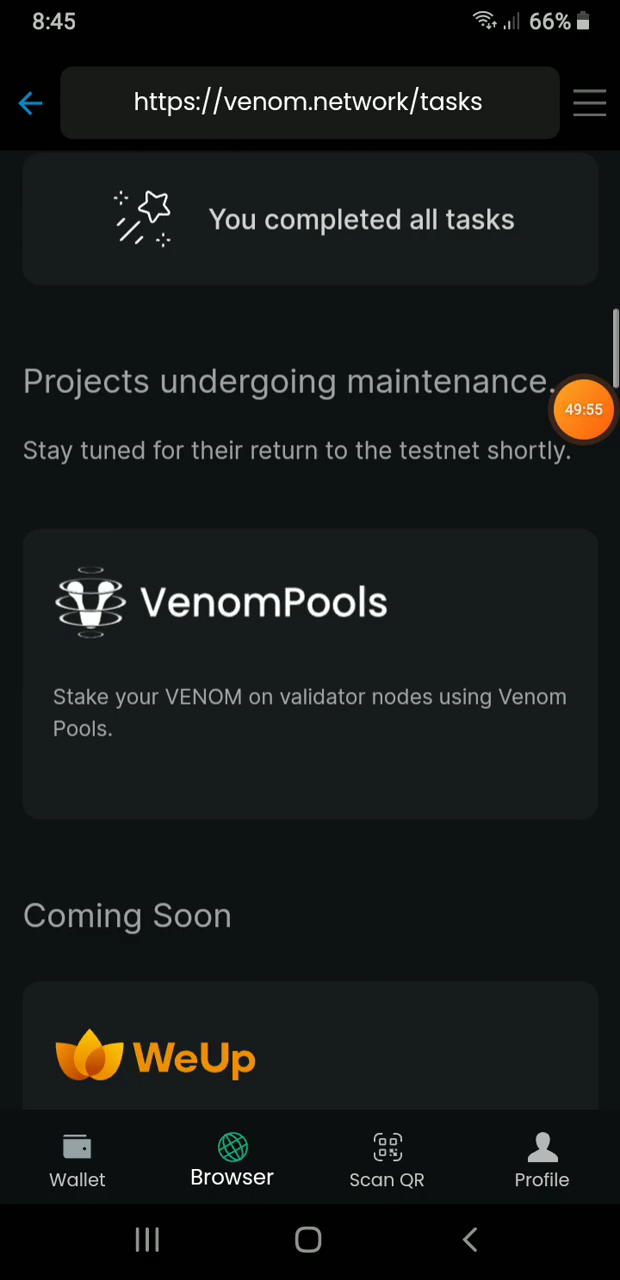 8:45 66%
https://venom.network/tasks
You completed all tasks
Projects undergoing maintenance.
49:55
Stay tuned for their return to the testnet shortly.
VenomPools
Stake your VENOM on validator nodes using Venom
Pools.
Coming Soon
WeUp
Wallet Browser Scan QR Profile